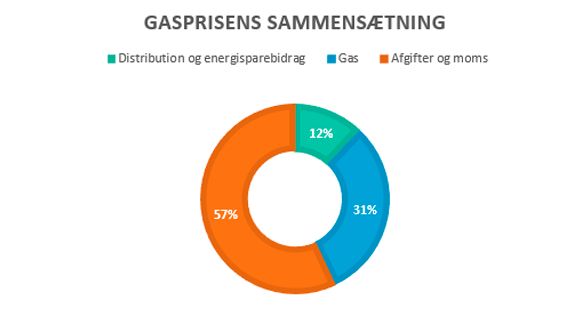 GASPRISENS SAMMENSÆTNING
Distribution og energisparebidrag Gas Afgifter og moms
12%
31%
57%